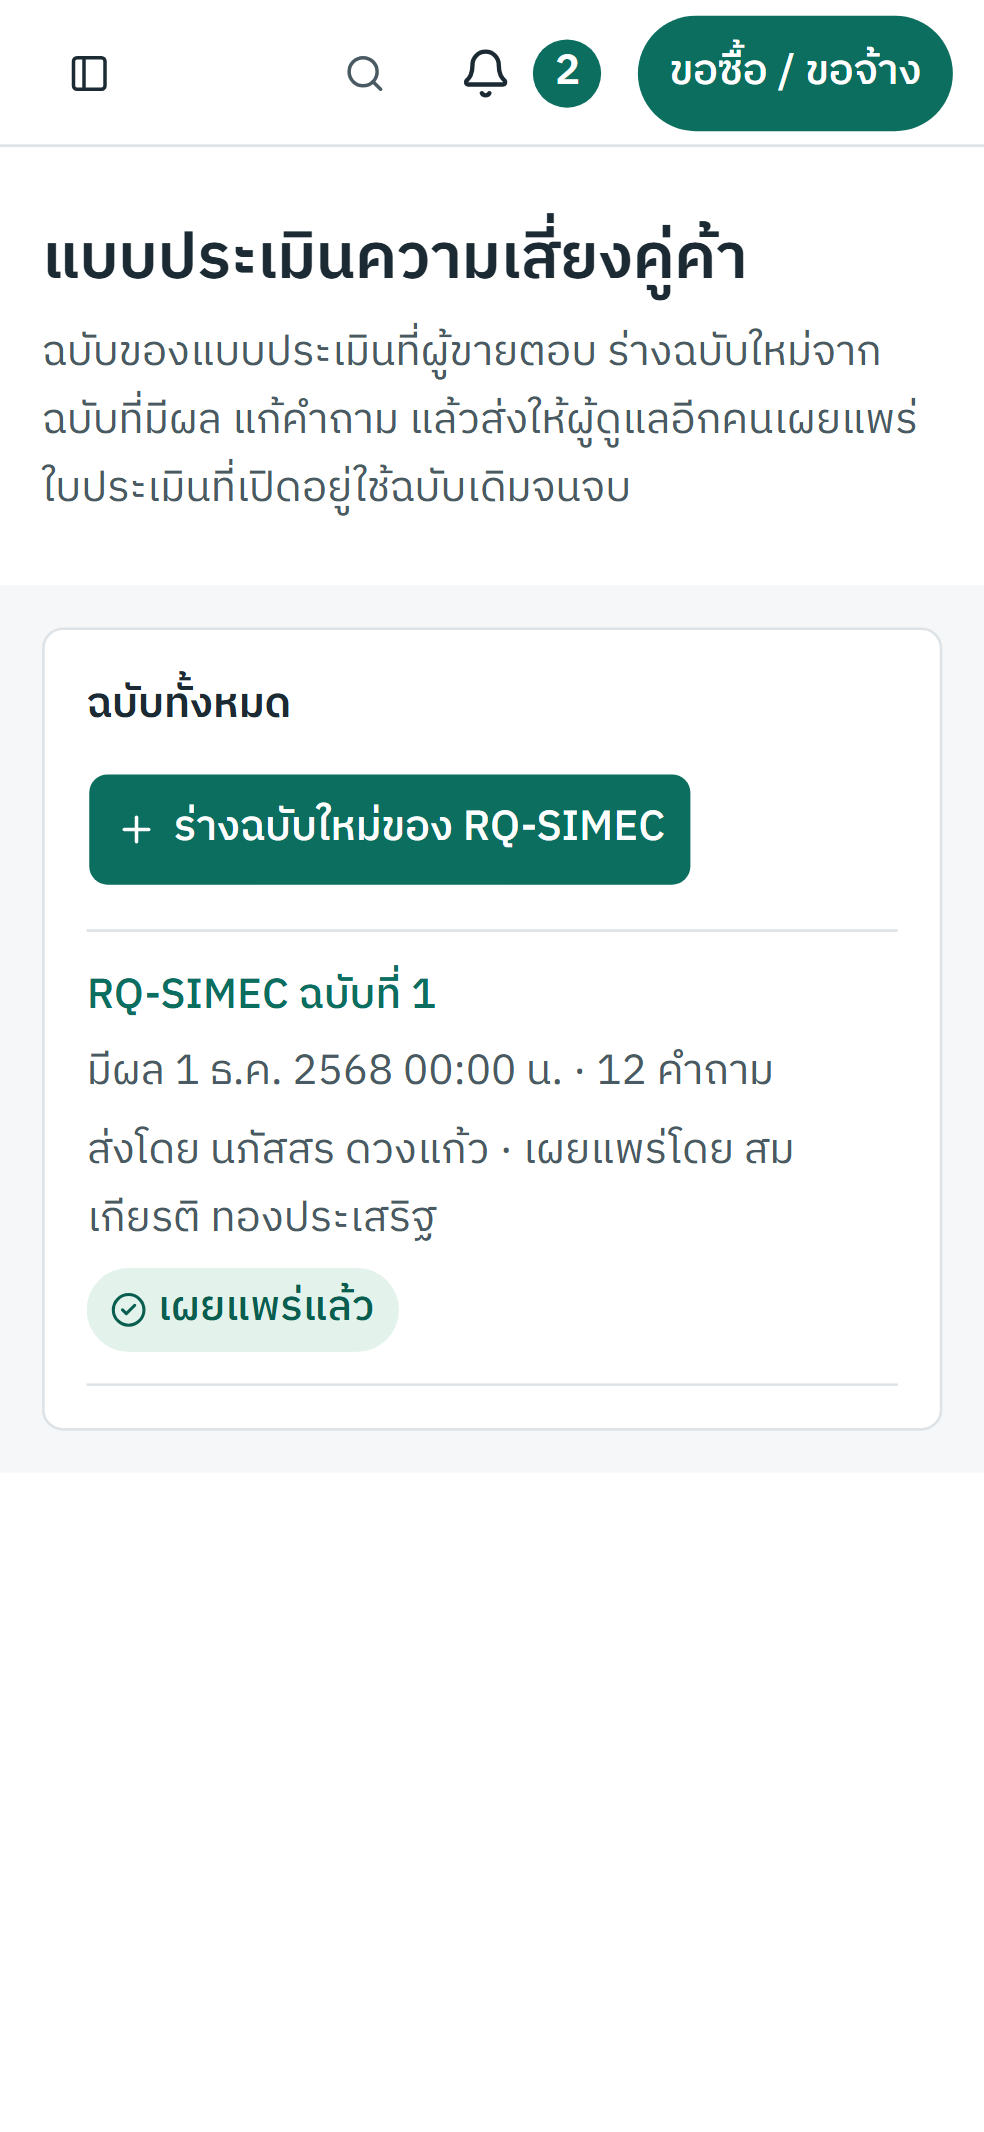 2
ขอซื้อ / ขอจ้าง
แบบประเมินความเสี่ยงคู่ค้า
ฉบับของแบบประเมินที่ผู้ขายตอบ ร่างฉบับใหม่จาก
ฉบับที่มีผล แก้คำถาม แล้วส่งให้ผู้ดูแลอีกคนเผยแพร่
ใบประเมินที่เปิดอยู่ใช้ฉบับเดิมจนจบ
ฉบับทั้งหมด
ร่างฉบับใหม่ของ RQ-SIMEC
RQ-SIMEC ฉบับที่ 1
มีผล 1 ธ.ค. 2568 00:00 น. · 12 คำถาม
ส่งโดย นภัสสร ดวงแก้ว · เผยแพร่โดย สม
เกียรติ ทองประเสริฐ
เผยแพร่แล้ว